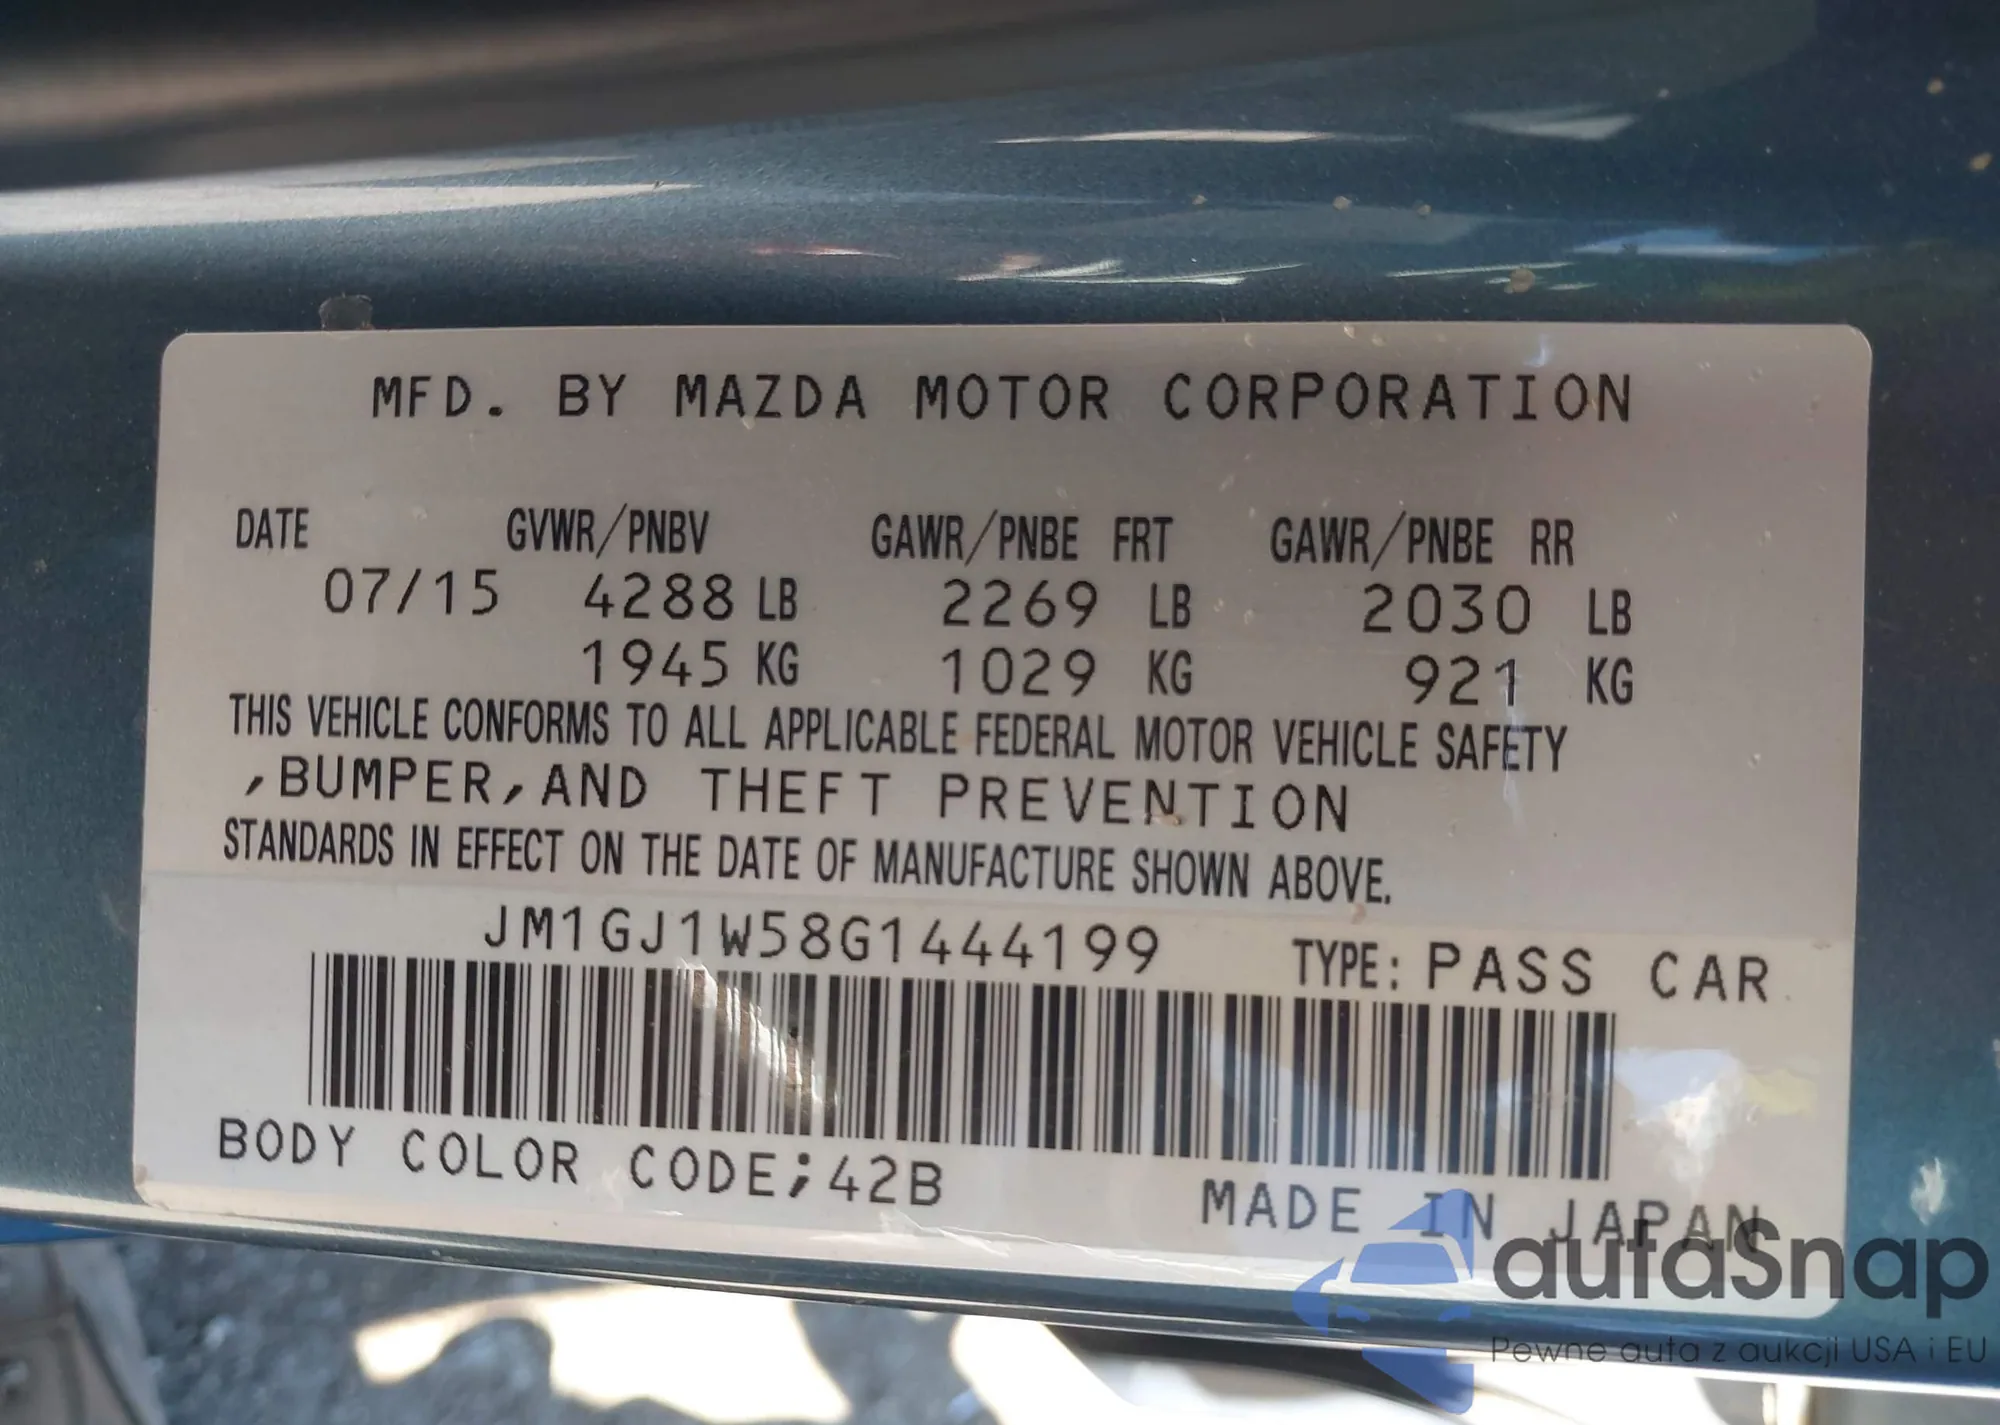 MFD. BY MAZDA MOTOR CORPORATION
DATE GVWR/PNBV GAWR/PNBE FRT GAWR/PNBE RR
07/15 4288 LB 2269 LB 2030 LB
1945 KG 1029 KG 921 KG
THIS VEHICLE CONFORMS TO ALL APPLICABLE FEDERAL MOTOR VEHICLE SAFETY
,BUMPER,AND THEFT PREVENTION
STANDARDS IN EFFECT ON THE DATE OF MANUFACTURE SHOWN ABOVE.
JM1GJ1W58G1444199 TYPE: PASS CAR
BODY COLOR CODE;42B MADE IN JAPAN
autaSnap
Pewne auta z aukcji USA i EU